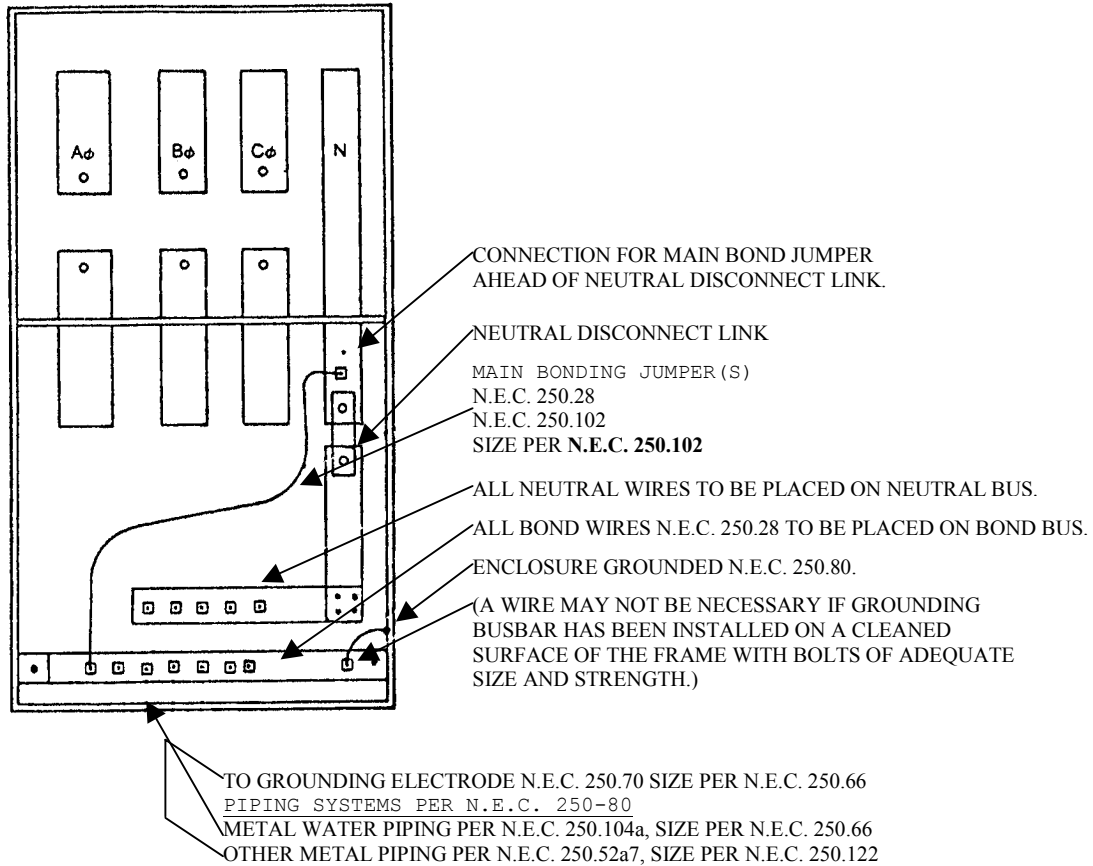 Aφ Bφ Cφ N
CONNECTION FOR MAIN BOND JUMPER
AHEAD OF NEUTRAL DISCONNECT LINK.
NEUTRAL DISCONNECT LINK
MAIN BONDING JUMPER(S)
N.E.C. 250.28
N.E.C. 250.102
SIZE PER N.E.C. 250.102
ALL NEUTRAL WIRES TO BE PLACED ON NEUTRAL BUS.
ALL BOND WIRES N.E.C. 250.28 TO BE PLACED ON BOND BUS.
ENCLOSURE GROUNDED N.E.C. 250.80.
(A WIRE MAY NOT BE NECESSARY IF GROUNDING
BUSBAR HAS BEEN INSTALLED ON A CLEANED
SURFACE OF THE FRAME WITH BOLTS OF ADEQUATE
SIZE AND STRENGTH.)
TO GROUNDING ELECTRODE N.E.C. 250.70 SIZE PER N.E.C. 250.66
PIPING SYSTEMS PER N.E.C. 250-80
METAL WATER PIPING PER N.E.C. 250.104a, SIZE PER N.E.C. 250.66
OTHER METAL PIPING PER N.E.C. 250.52a7, SIZE PER N.E.C. 250.122